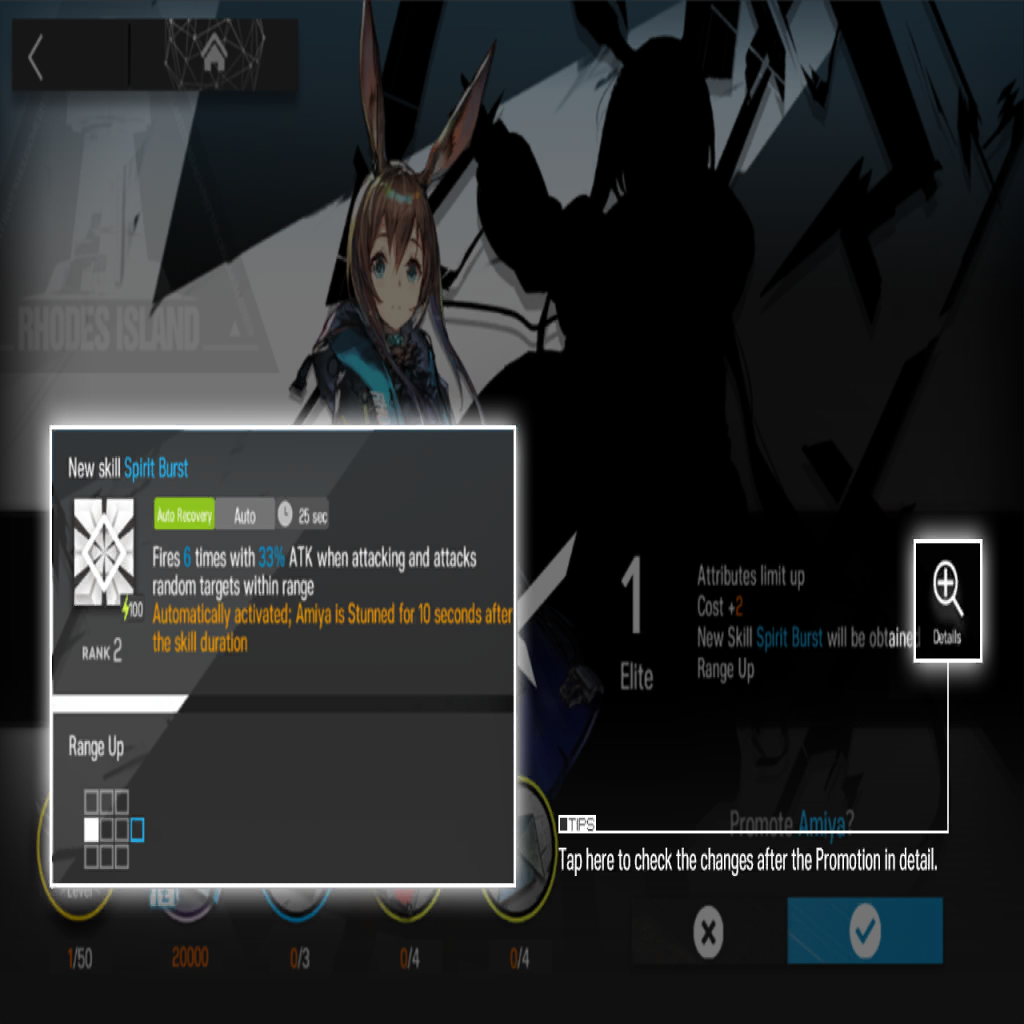 RHODES ISLAND
New skill Spirit Burst
Auto Recovery Auto 25 sec
Fires 6 times with 33% ATK when attacking and attacks
random targets within range
Automatically activated; Amiya is Stunned for 10 seconds after
the skill duration
100
RANK 2
Range Up
1
Elite
Attributes limit up
Cost +2
New Skill Spirit Burst will be obtained
Range Up
Details
Promote Amiya?
TIPS
Tap here to check the changes after the Promotion in detail.
Level
1/50
20000
0/3
0/4
0/4